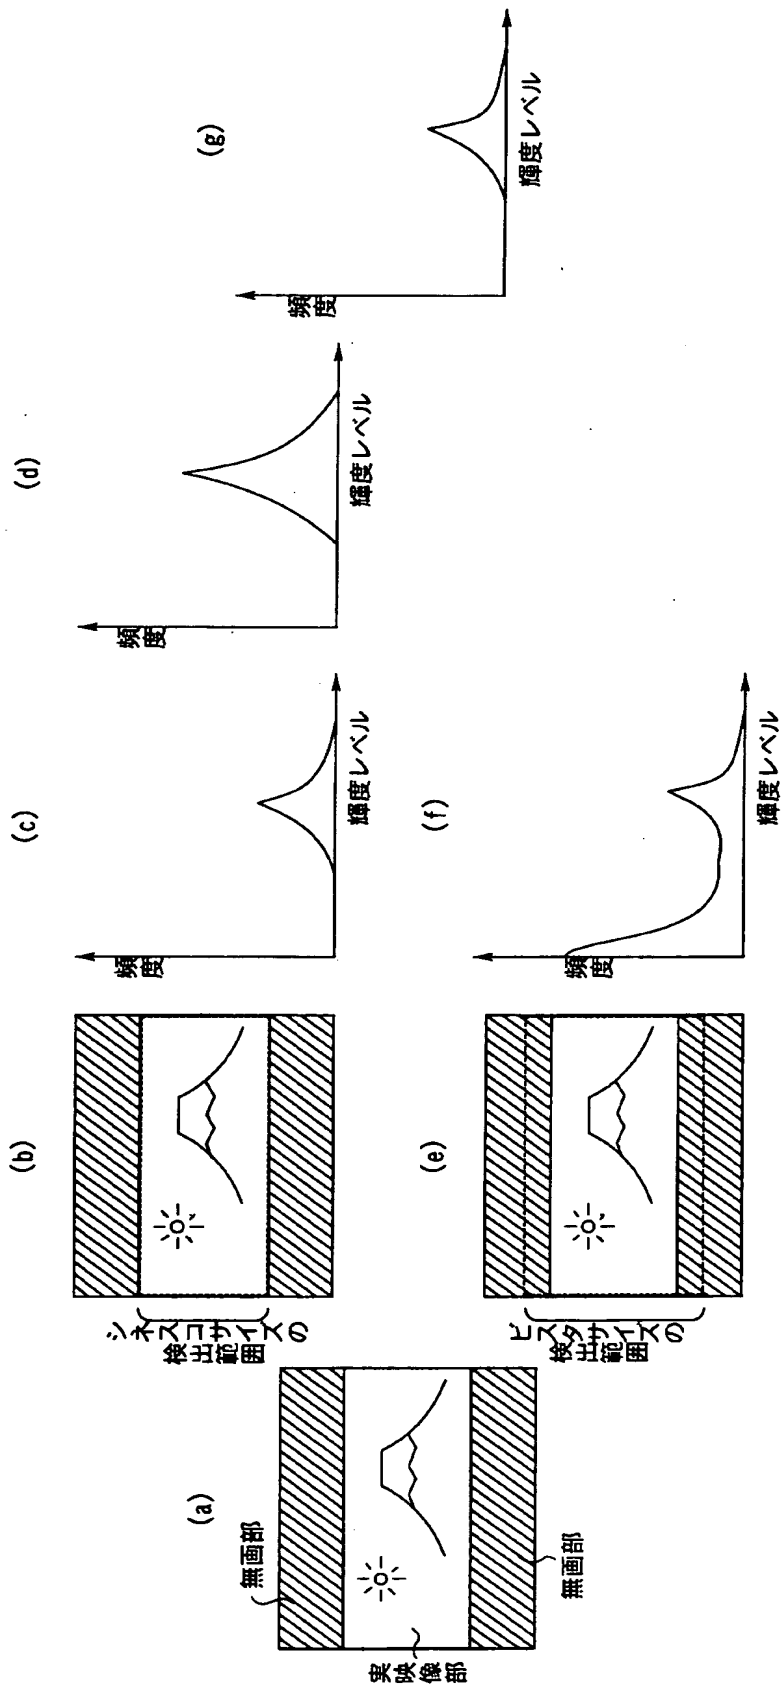 (a)
無画部
実映像部
無画部
(b)
シネスコサイズの
検出範囲
(c)
頻度
輝度レベル
(d)
頻度
輝度レベル
(e)
ビスタサイズの
検出範囲
(f)
頻度
輝度レベル
(g)
頻度
輝度レベル